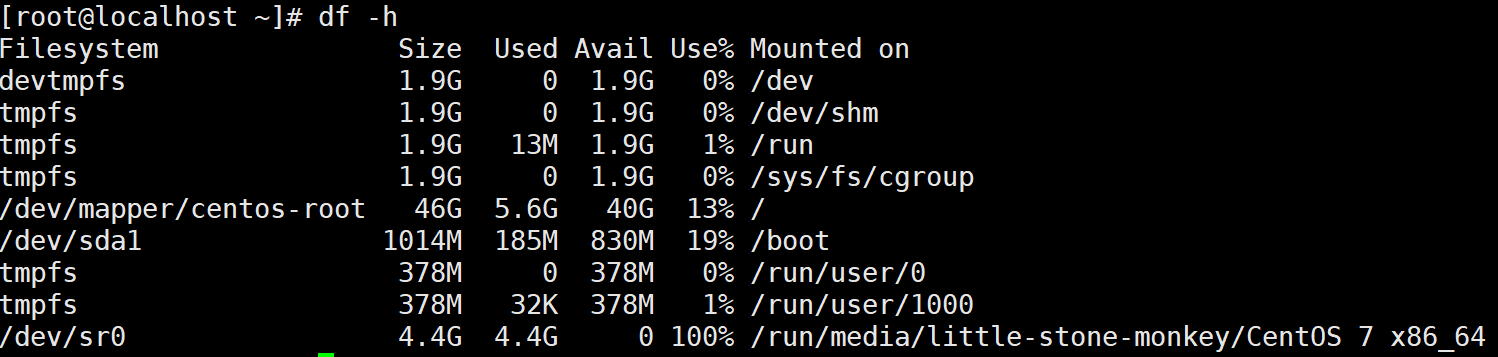 [root@localhost ~]# df -h
Filesystem               Size  Used Avail Use% Mounted on
devtmpfs                 1.9G     0  1.9G   0% /dev
tmpfs                    1.9G     0  1.9G   0% /dev/shm
tmpfs                    1.9G   13M  1.9G   1% /run
tmpfs                    1.9G     0  1.9G   0% /sys/fs/cgroup
/dev/mapper/centos-root   46G  5.6G   40G  13% /
/dev/sda1               1014M  185M  830M  19% /boot
tmpfs                    378M     0  378M   0% /run/user/0
tmpfs                    378M   32K  378M   1% /run/user/1000
/dev/sr0                 4.4G  4.4G     0 100% /run/media/little-stone-monkey/CentOS 7 x86_64